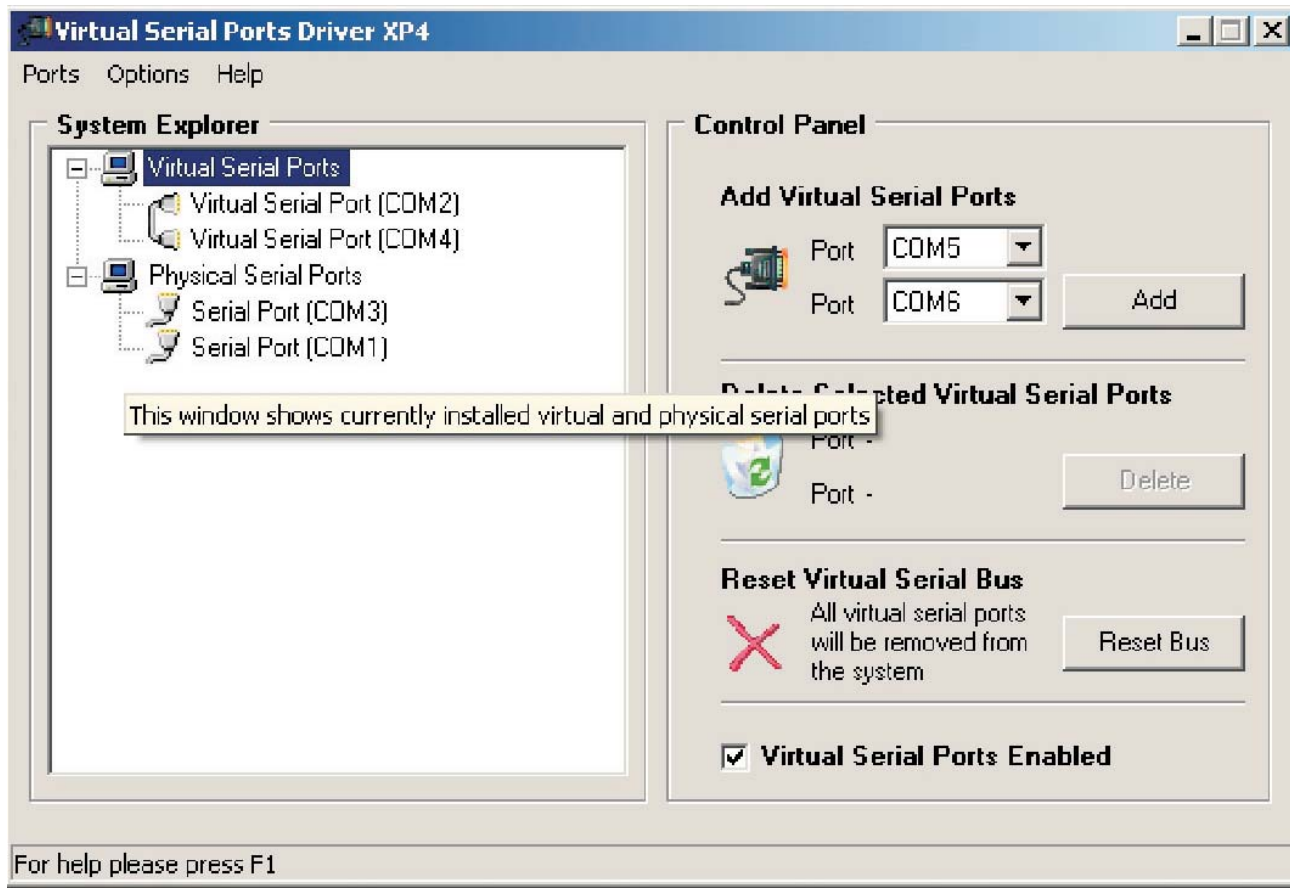 Virtual Serial Ports Driver XP4
Ports Options Help
System Explorer
Virtual Serial Ports
Virtual Serial Port (COM2)
Virtual Serial Port (COM4)
Physical Serial Ports
Serial Port (COM3)
Serial Port (COM1)
This window shows currently installed virtual and physical serial ports
Control Panel
Add Virtual Serial Ports
Port COM5
Port COM6
Add
Delete Selected Virtual Serial Ports
Port -
Port -
Delete
Reset Virtual Serial Bus
All virtual serial ports
will be removed from
the system
Reset Bus
Virtual Serial Ports Enabled
For help please press F1